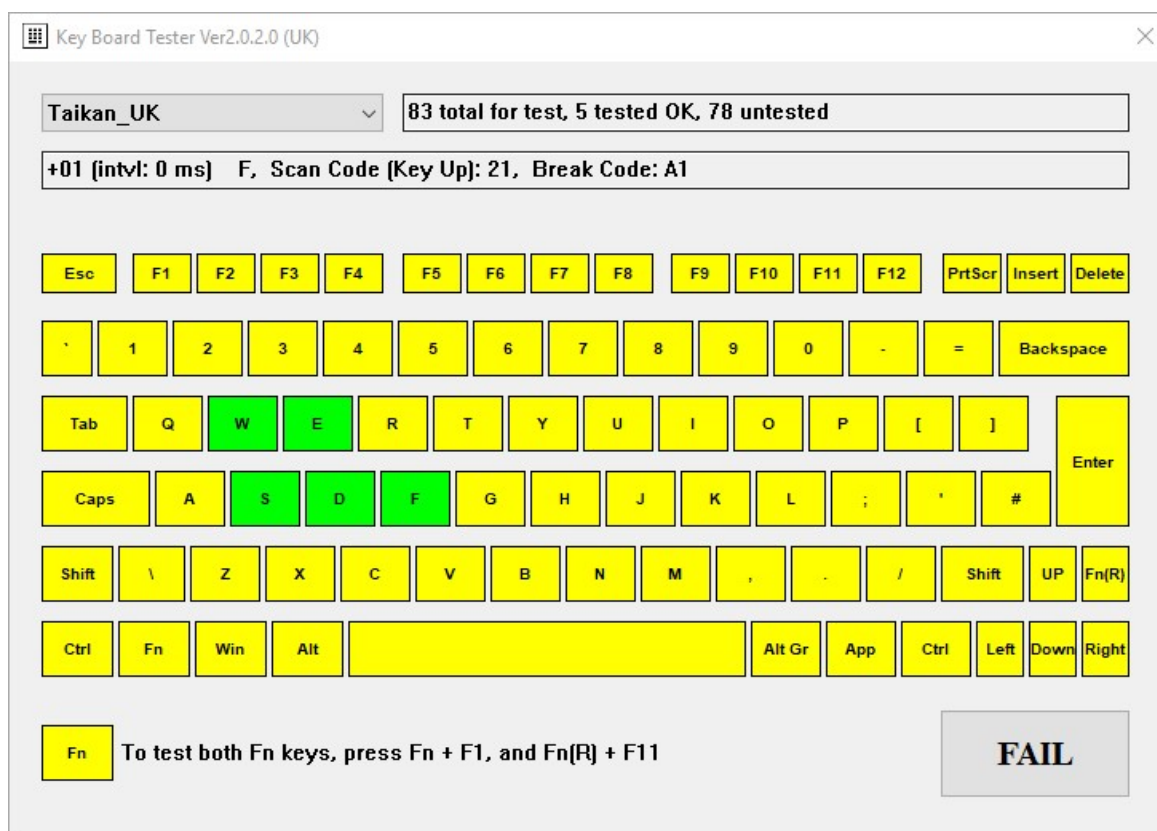 Key Board Tester Ver2.0.2.0 (UK)
Taikan_UK 83 total for test, 5 tested OK, 78 untested
+01 (intvl: 0 ms) F, Scan Code (Key Up): 21, Break Code: A1
Esc F1 F2 F3 F4 F5 F6 F7 F8 F9 F10 F11 F12 PrtScr Insert Delete
` 1 2 3 4 5 6 7 8 9 0 - = Backspace
Tab Q W E R T Y U I O P [ ]
Enter
Caps A S D F G H J K L ; ' #
Shift \ Z X C V B N M , . / Shift UP Fn(R)
Ctrl Fn Win Alt Alt Gr App Ctrl Left Down Right
Fn To test both Fn keys, press Fn + F1, and Fn(R) + F11
FAIL